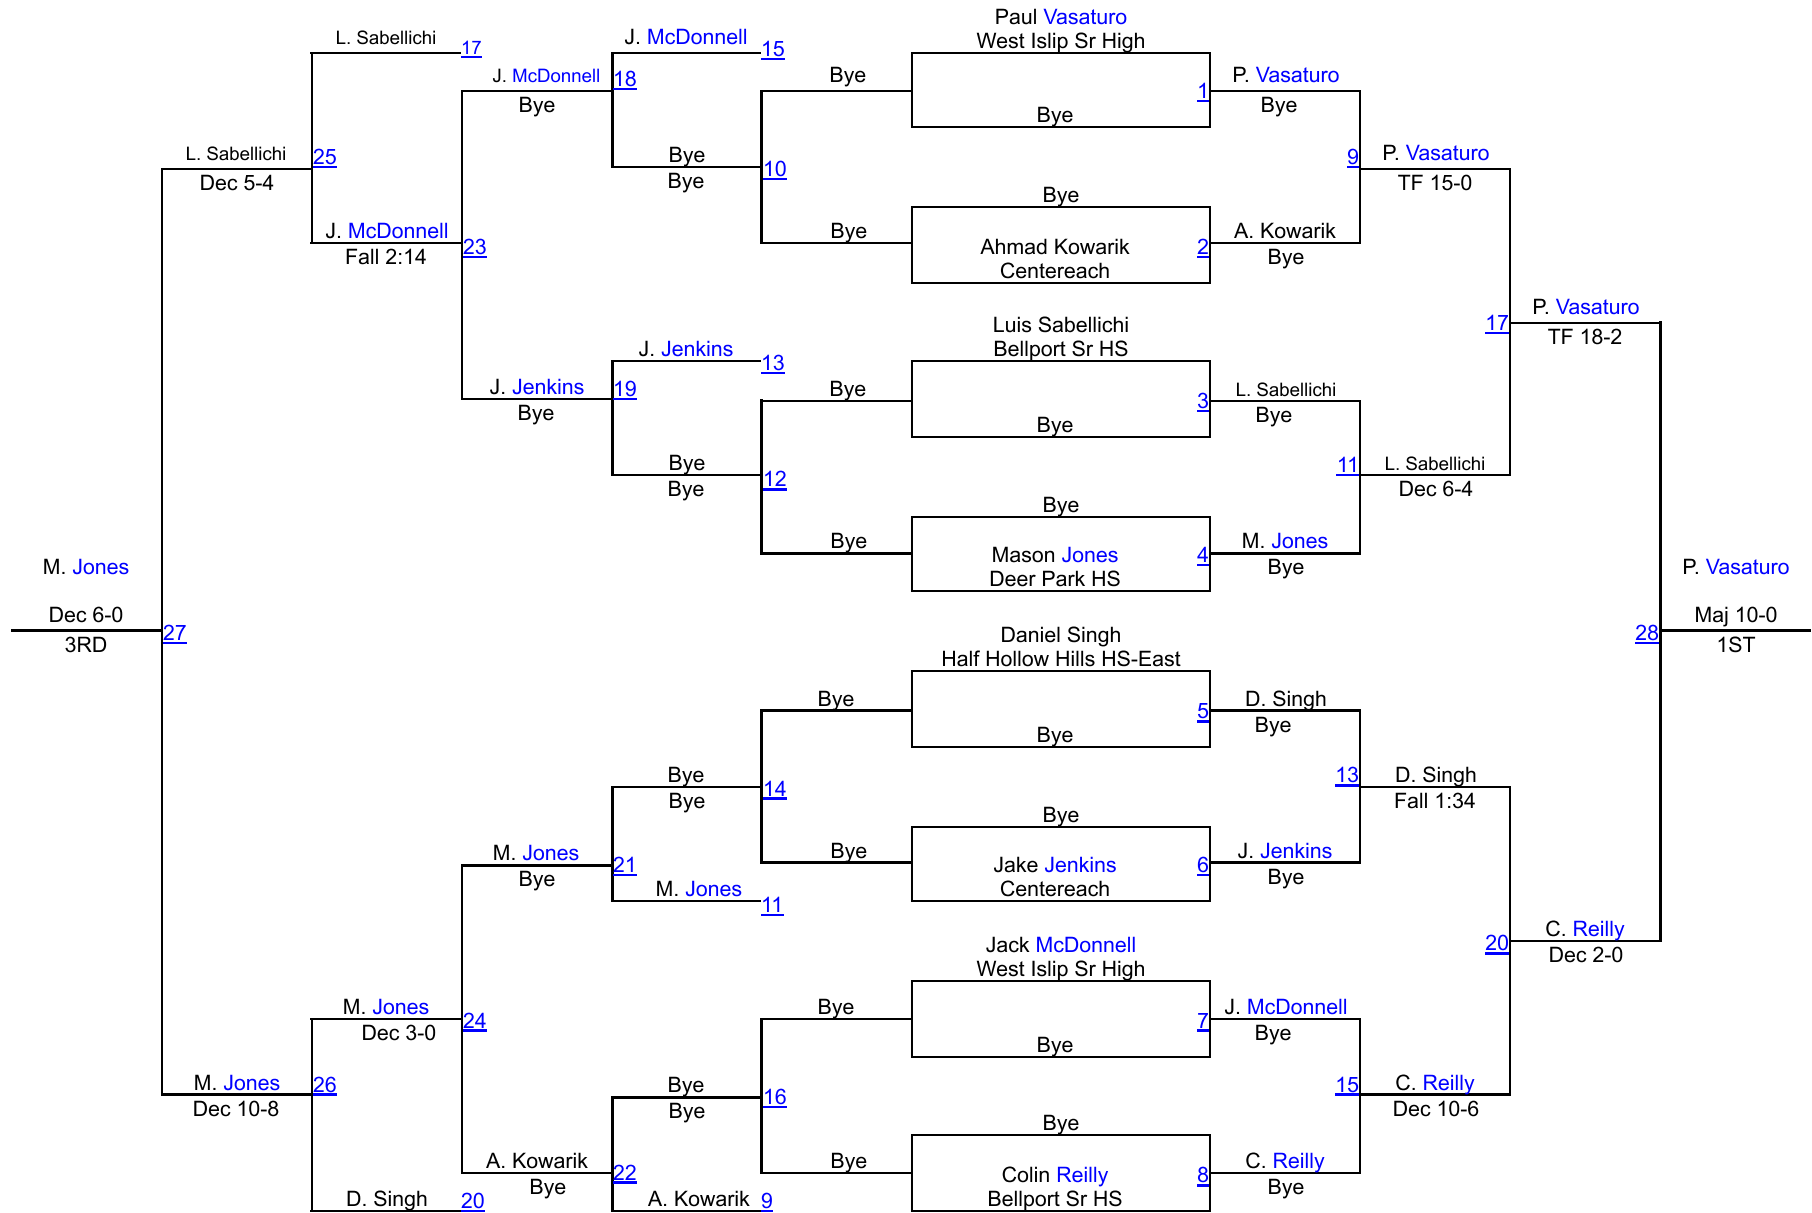 Paul Vasaturo
West Islip Sr High
L. Sabellichi
17
J. McDonnell
15
J. McDonnell
18
Bye
Bye
1
P. Vasaturo
Bye
Bye
L. Sabellichi
25
Dec 5-4
Bye
Bye
10
9
P. Vasaturo
TF 15-0
Bye
J. McDonnell
Fall 2:14
23
Bye
Ahmad Kowarik
Centereach
2
A. Kowarik
Bye
17
P. Vasaturo
TF 18-2
Luis Sabellichi
Bellport Sr HS
J. Jenkins
13
J. Jenkins
19
Bye
Bye
3
L. Sabellichi
Bye
Bye
Bye
Bye
12
11
L. Sabellichi
Dec 6-4
Bye
Bye
Mason Jones
Deer Park HS
4
M. Jones
Bye
M. Jones
Dec 6-0
3RD
27
P. Vasaturo
28
Maj 10-0
1ST
Daniel Singh
Half Hollow Hills HS-East
Bye
5
D. Singh
Bye
Bye
Bye
Bye
14
13
D. Singh
Fall 1:34
Bye
M. Jones
Bye
21
Bye
Jake Jenkins
Centereach
6
J. Jenkins
Bye
M. Jones
11
20
C. Reilly
Dec 2-0
Jack McDonnell
West Islip Sr High
M. Jones
Dec 3-0
24
Bye
7
J. McDonnell
Bye
Bye
M. Jones
Dec 10-8
26
Bye
Bye
16
15
C. Reilly
Dec 10-6
Bye
A. Kowarik
Bye
22
Bye
Colin Reilly
Bellport Sr HS
8
C. Reilly
Bye
D. Singh
20
A. Kowarik
9